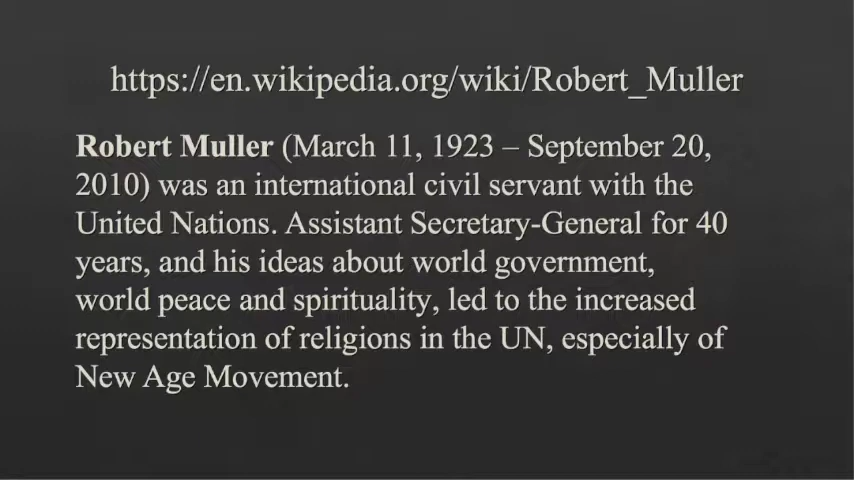 https://en.wikipedia.org/wiki/Robert_Muller
Robert Muller (March 11, 1923 – September 20,
2010) was an international civil servant with the
United Nations. Assistant Secretary-General for 40
years, and his ideas about world government,
world peace and spirituality, led to the increased
representation of religions in the UN, especially of
New Age Movement.